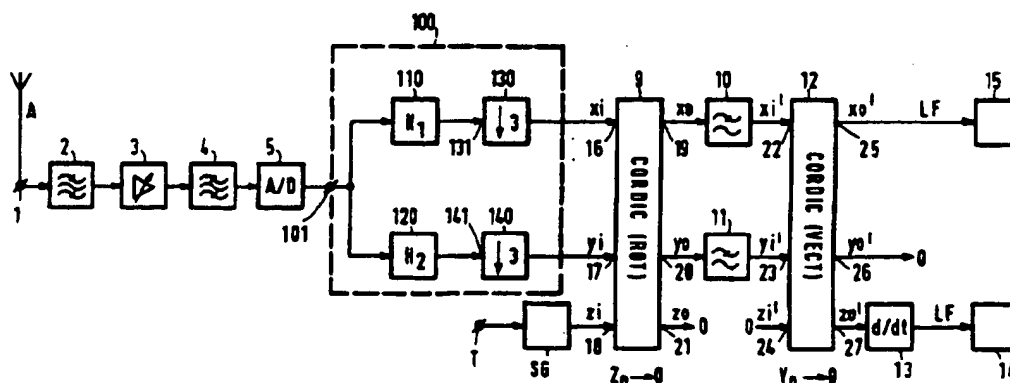 100
110
130
9
10
12
15
A
H₁
↓3
xi
xo
xi'
xo'
LF
2
3
4
5
131
16
19
22
25
A/D
1
101
120
141
140
11
H₂
↓3
yi
yo
yi'
yo'
0
17
20
23
26
CORDIC (ROT)
CORDIC (VECT)
T
SG
zi
zo
0
0
zi'
zo'
d/dt
LF
18
21
24
27
13
Zₙ→0
Yₙ→0